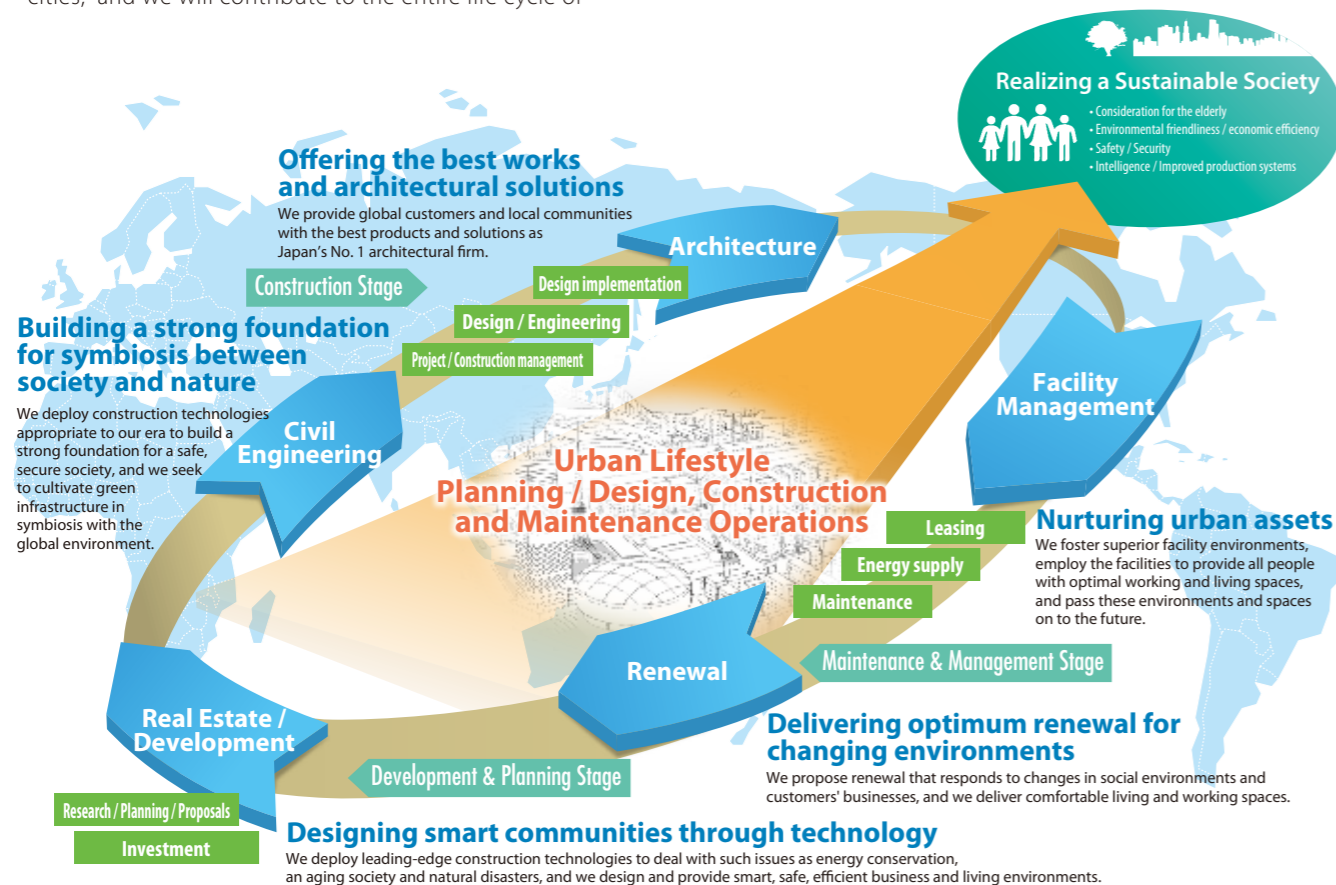 cities," and we will contribute to the entire life cycle of
Realizing a Sustainable Society
• Consideration for the elderly
• Environmental friendliness / economic efficiency
• Safety / Security
• Intelligence / Improved production systems
Offering the best works
and architectural solutions
We provide global customers and local communities
with the best products and solutions as
Japan's No. 1 architectural firm.
Architecture
Construction Stage
Design implementation
Design / Engineering
Project / Construction management
Building a strong foundation
for symbiosis between
society and nature
We deploy construction technologies
appropriate to our era to build a
strong foundation for a safe,
secure society, and we seek
to cultivate green
infrastructure in
symbiosis with the
global environment.
Civil
Engineering
Facility
Management
Urban Lifestyle
Planning / Design, Construction
and Maintenance Operations
Leasing
Energy supply
Maintenance
Nurturing urban assets
We foster superior facility environments,
employ the facilities to provide all people
with optimal working and living spaces,
and pass these environments and spaces
on to the future.
Renewal
Maintenance & Management Stage
Delivering optimum renewal for
changing environments
We propose renewal that responds to changes in social environments and
customers' businesses, and we deliver comfortable living and working spaces.
Real Estate /
Development
Development & Planning Stage
Research / Planning / Proposals
Investment
Designing smart communities through technology
We deploy leading-edge construction technologies to deal with such issues as energy conservation,
an aging society and natural disasters, and we design and provide smart, safe, efficient business and living environments.